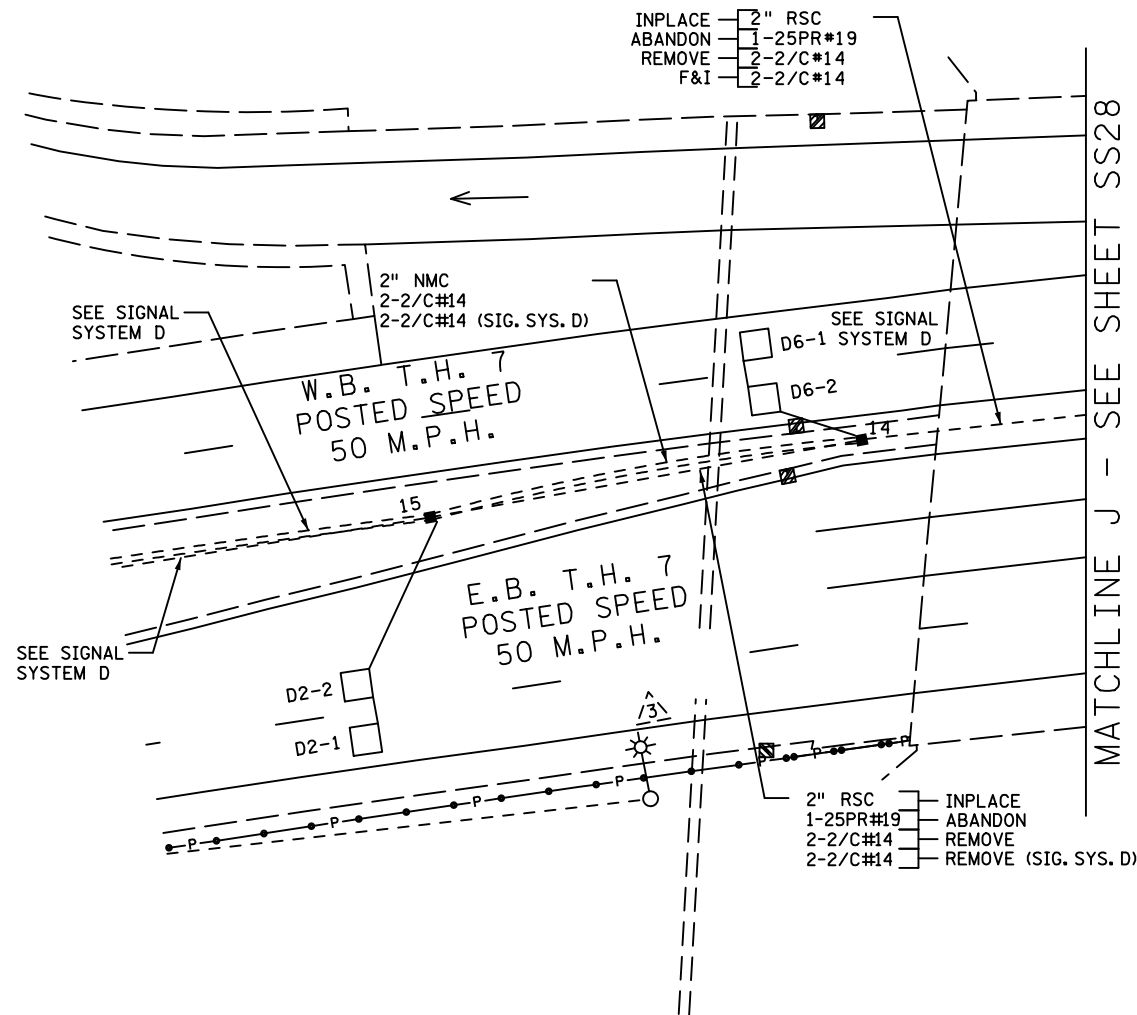 INPLACE 2" RSC
ABANDON 1-25PR#19
REMOVE 2-2/C#14
F&I 2-2/C#14
MATCHLINE J - SEE SHEET SS28
2" NMC
2-2/C#14
2-2/C#14 (SIG. SYS. D)
SEE SIGNAL
SYSTEM D
SEE SIGNAL
SYSTEM D
D6-1
D6-2
14
W.B. T.H. 7
POSTED SPEED
50 M.P.H.
15
E.B. T.H. 7
POSTED SPEED
50 M.P.H.
SEE SIGNAL
SYSTEM D
D2-2
D2-1
3
P P P P P P P
2" RSC INPLACE
1-25PR#19 ABANDON
2-2/C#14 REMOVE
2-2/C#14 REMOVE (SIG. SYS. D)